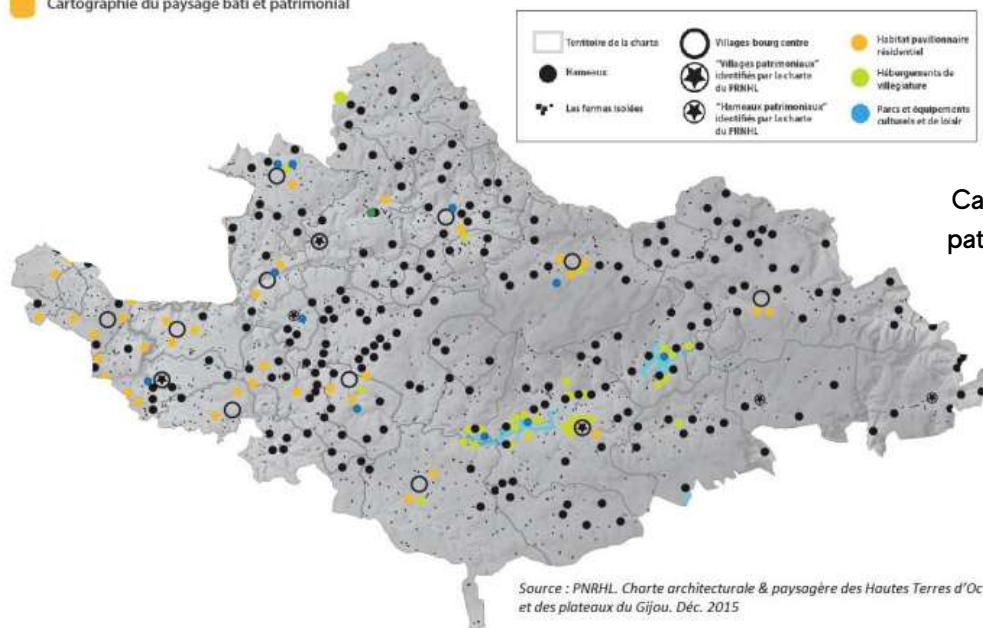 Cartographie du paysage bâti et patrimonial
Territoire de la charte
Hameaux
Les fermes isolées
Villages-bourg centre
"Villages patrimoniaux"
identifiés par la charte
du PRNHL
"Hameaux patrimoniaux"
identifiés par la charte
du PRNHL
Habitat pavillonnaire
résidentiel
Hébergements de
villégiature
Parcs et équipements
culturels et de loisir
Ca
pat
Source : PNRHL. Charte architecturale & paysagère des Hautes Terres d'Oc
et des plateaux du Gijou. Déc. 2015